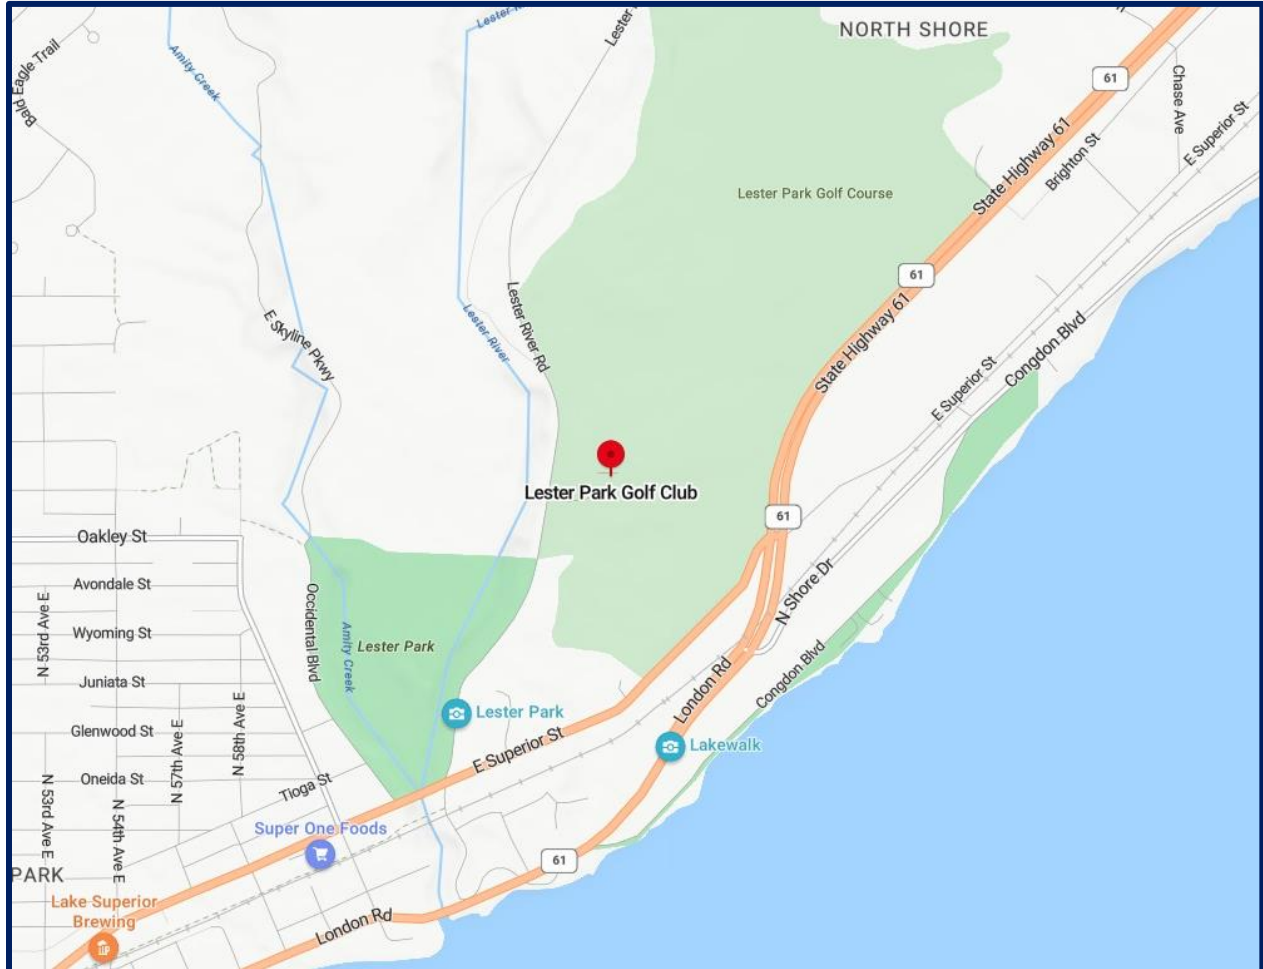 NORTH SHORE
Lester R
Lester
Amity Creek
Bald Eagle Trail
61
Chase Ave
E Superior St
State Highway 61
Brighton St
Lester Park Golf Course
61
Lester River Rd
E Skyline Pkwy
Lester River
State Highway 61
Congdon Blvd
E Superior St
Lester Park Golf Club
61
Oakley St
Avondale St
N 53rd Ave E
Occidental Blvd
Wyoming St
Amity Creek
Lester Park
N Shore Dr
Juniata St
Congdon Blvd
London Rd
Lester Park
Glenwood St
N 58th Ave E
N 57th Ave E
E Superior St
Lakewalk
Oneida St
Tioga St
N 53rd Ave E
N 54th Ave E
Super One Foods
61
PARK
Lake Superior
Brewing
London Rd